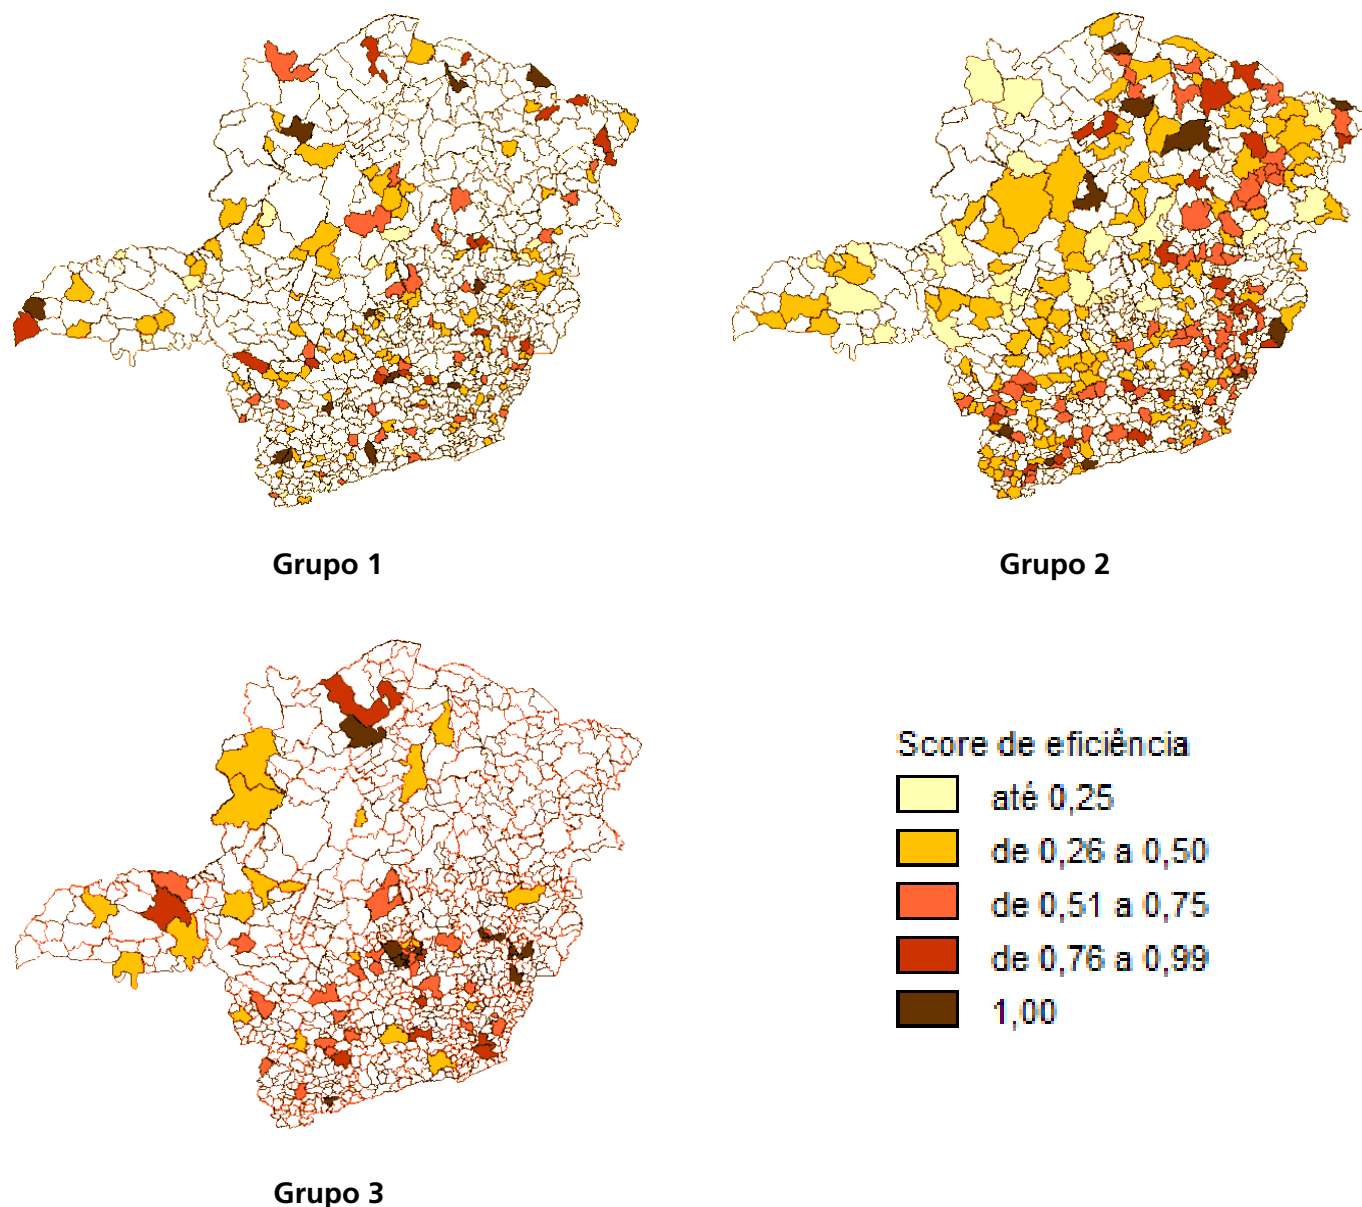 Grupo 1
Grupo 2
Grupo 3
Score de eficiência
até 0,25
de 0,26 a 0,50
de 0,51 a 0,75
de 0,76 a 0,99
1,00